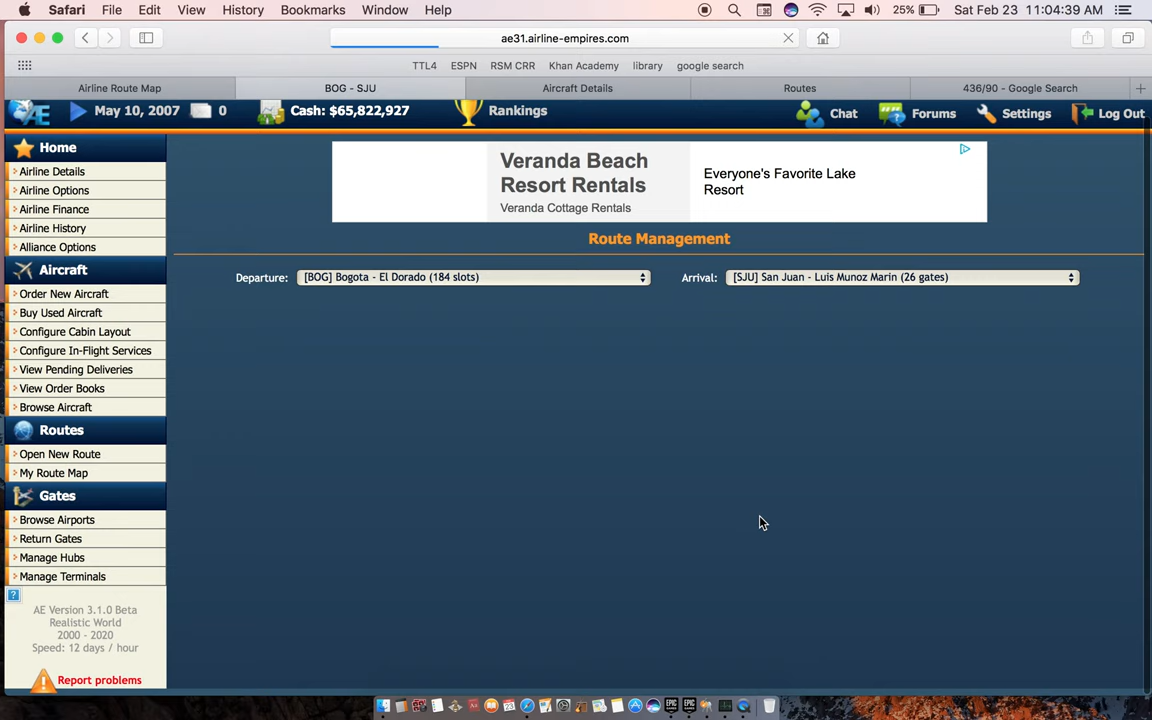 Safari File Edit View History Bookmarks Window Help 25% Sat Feb 23 11:04:39 AM
ae31.airline-empires.com
TTL4 ESPN RSM CRR Khan Academy library google search
Airline Route Map BOG - SJU Aircraft Details Routes 436/90 - Google Search
AE May 10, 2007 0 Cash: $65,822,927 Rankings Chat Forums Settings Log Out
Home
Airline Details
Airline Options
Airline Finance
Airline History
Alliance Options
Aircraft
Order New Aircraft
Buy Used Aircraft
Configure Cabin Layout
Configure In-Flight Services
View Pending Deliveries
View Order Books
Browse Aircraft
Routes
Open New Route
My Route Map
Gates
Browse Airports
Return Gates
Manage Hubs
Manage Terminals
?
AE Version 3.1.0 Beta
Realistic World
2000 - 2020
Speed: 12 days / hour
Report problems
Veranda Beach
Resort Rentals
Veranda Cottage Rentals
Everyone's Favorite Lake
Resort
Route Management
Departure: [BOG] Bogota - El Dorado (184 slots) Arrival: [SJU] San Juan - Luis Munoz Marin (26 gates)